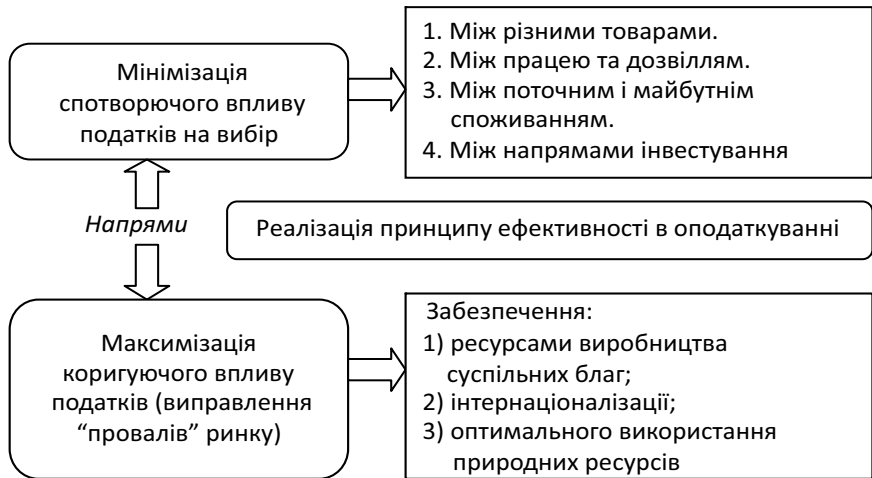 Мінімізація
спотворюючого впливу
податків на вибір
1. Між різними товарами.
2. Між працею та дозвіллям.
3. Між поточним і майбутнім
споживанням.
4. Між напрямами інвестування
Напрями
Реалізація принципу ефективності в оподаткуванні
Максимізація
коригуючого впливу
податків (виправлення
“провалів” ринку)
Забезпечення:
1) ресурсами виробництва
суспільних благ;
2) інтернаціоналізації;
3) оптимального використання
природних ресурсів